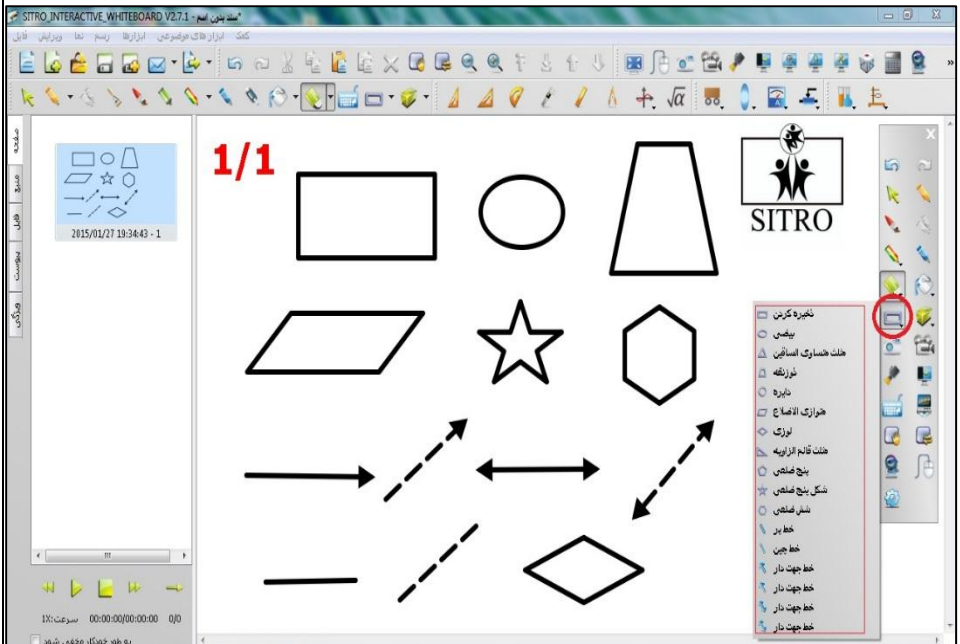 SITRO_INTERACTIVE_WHITEBOARD V2.7.1 - سند بدون اسم*
فایل ویرایش نما رسم ابزارها ابزارهای موضوعی کمک
صفحه
منبع
فایل
پیوست
ویژگی
2015/01/27 19:34:43 - 1
1/1
SITRO
ذخیره کردن
بیضی
مثلث متساوی الساقین
ذوزنقه
دایره
متوازی الاضلاع
لوزی
مثلث قائم الزاویه
پنج ضلعی
شکل پنج ضلعی
شش ضلعی
خط پر
خط چین
خط جهت دار
خط جهت دار
خط جهت دار
خط جهت دار
سرعت:1X 00:00:00/00:00:00 0/0
به طور خودکار مخفی شود